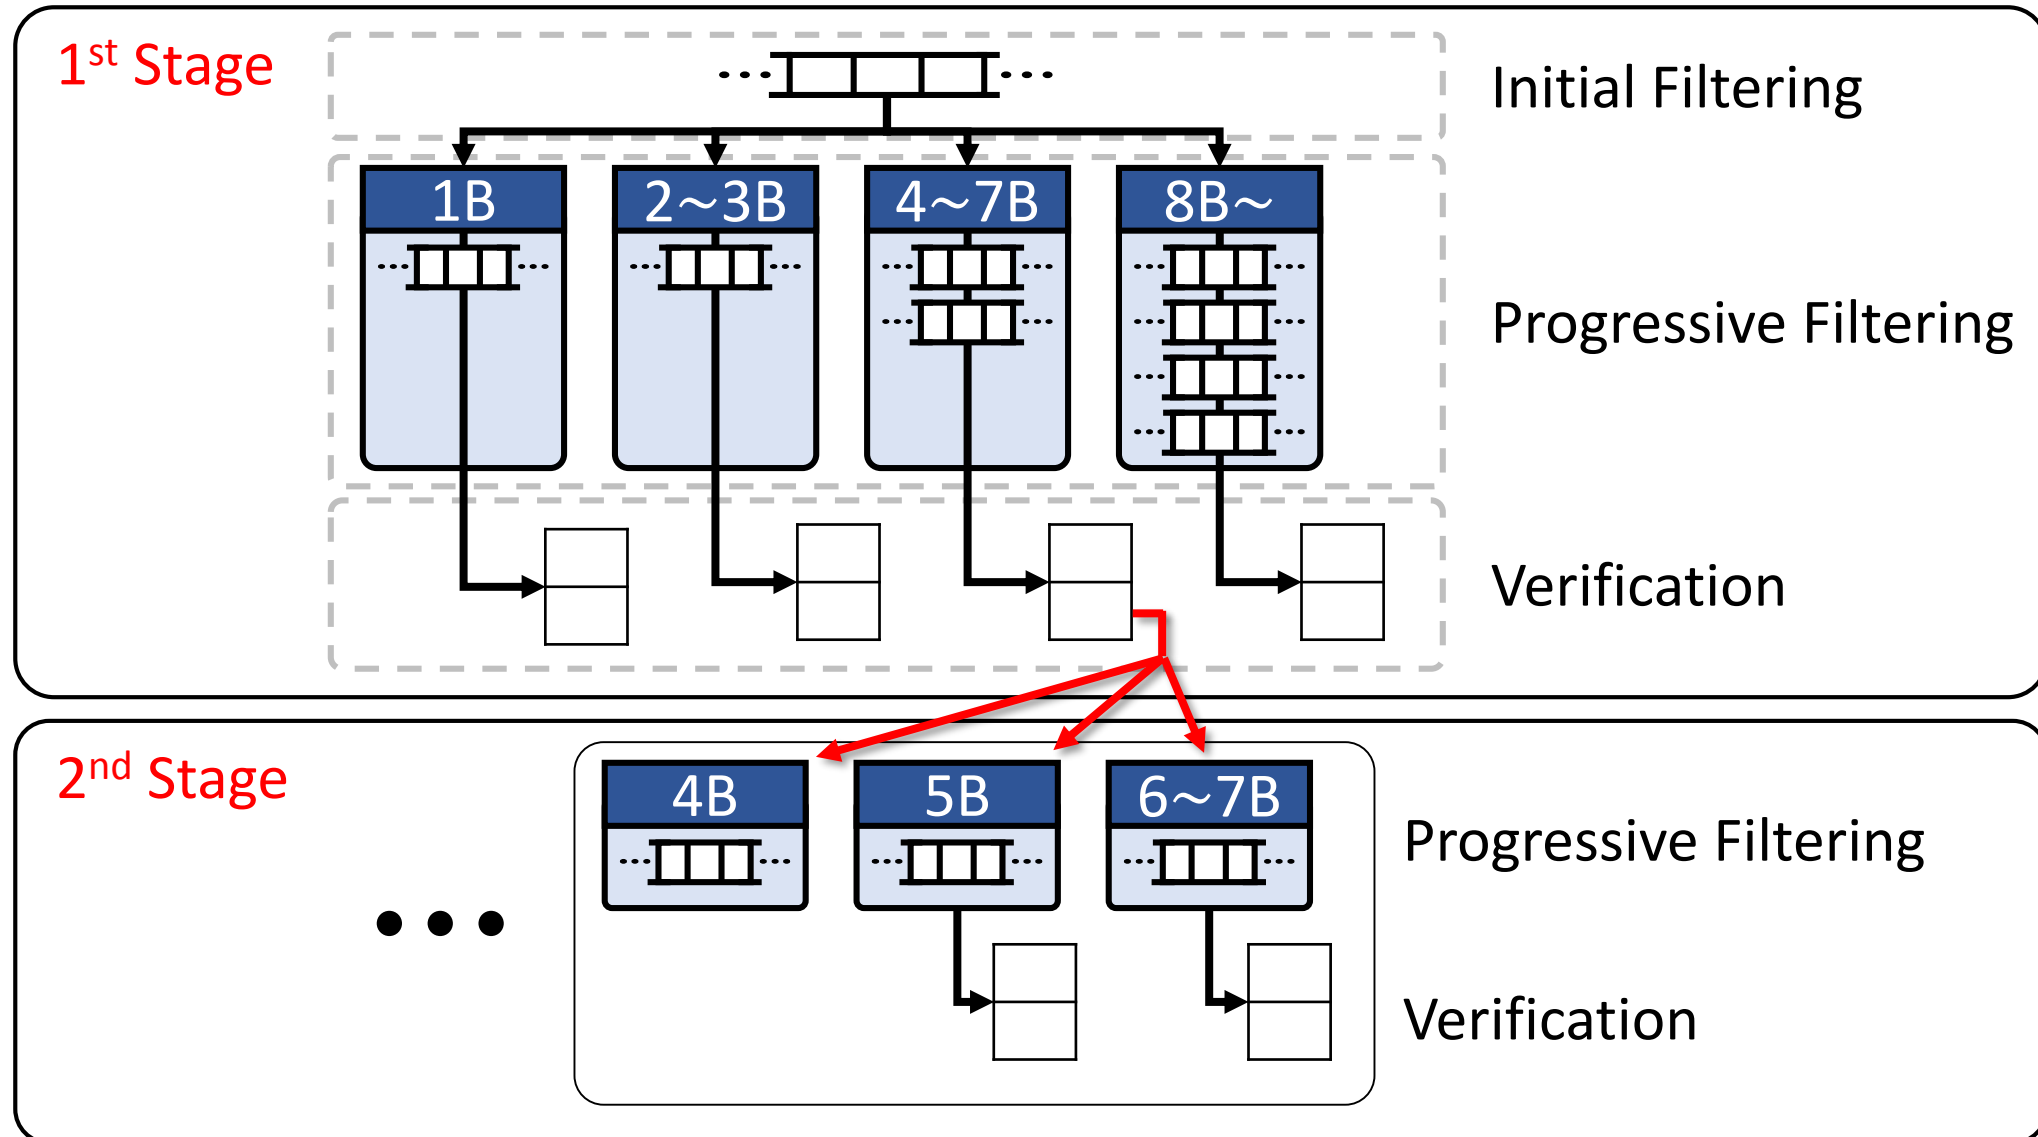 1st Stage
Initial Filtering
1B
2~3B
4~7B
8B~
Progressive Filtering
Verification
2nd Stage
4B
5B
6~7B
Progressive Filtering
Verification